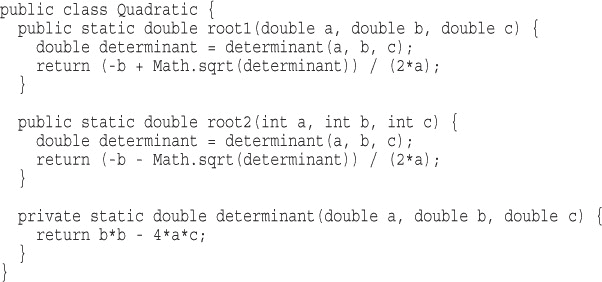 public class Quadratic {
  public static double root1(double a, double b, double c) {
    double determinant = determinant(a, b, c);
    return (-b + Math.sqrt(determinant)) / (2*a);
  }

  public static double root2(int a, int b, int c) {
    double determinant = determinant(a, b, c);
    return (-b - Math.sqrt(determinant)) / (2*a);
  }

  private static double determinant(double a, double b, double c) {
    return b*b - 4*a*c;
  }
}